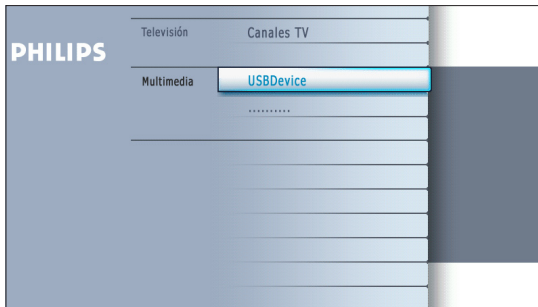 PHILIPS
Televisión Canales TV
Multimedia USBDevice
..........